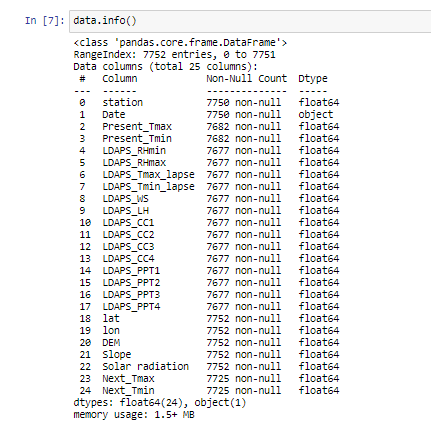 In [7]: data.info()
<class 'pandas.core.frame.DataFrame'>
RangeIndex: 7752 entries, 0 to 7751
Data columns (total 25 columns):
 #   Column            Non-Null Count  Dtype
---  ------            --------------  -----
 0   station           7750 non-null   float64
 1   Date              7750 non-null   object
 2   Present_Tmax      7682 non-null   float64
 3   Present_Tmin      7682 non-null   float64
 4   LDAPS_RHmin       7677 non-null   float64
 5   LDAPS_RHmax       7677 non-null   float64
 6   LDAPS_Tmax_lapse  7677 non-null   float64
 7   LDAPS_Tmin_lapse  7677 non-null   float64
 8   LDAPS_WS          7677 non-null   float64
 9   LDAPS_LH          7677 non-null   float64
 10  LDAPS_CC1         7677 non-null   float64
 11  LDAPS_CC2         7677 non-null   float64
 12  LDAPS_CC3         7677 non-null   float64
 13  LDAPS_CC4         7677 non-null   float64
 14  LDAPS_PPT1        7677 non-null   float64
 15  LDAPS_PPT2        7677 non-null   float64
 16  LDAPS_PPT3        7677 non-null   float64
 17  LDAPS_PPT4        7677 non-null   float64
 18  lat               7752 non-null   float64
 19  lon               7752 non-null   float64
 20  DEM               7752 non-null   float64
 21  Slope             7752 non-null   float64
 22  Solar radiation   7752 non-null   float64
 23  Next_Tmax         7725 non-null   float64
 24  Next_Tmin         7725 non-null   float64
dtypes: float64(24), object(1)
memory usage: 1.5+ MB